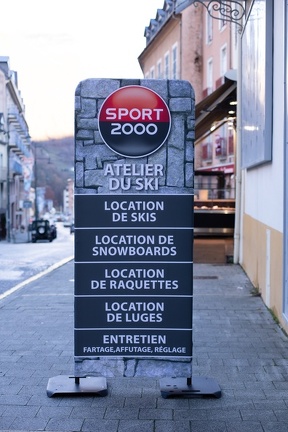 SPORT
2000
ATELIER
DU SKI
LOCATION
DE SKIS
LOCATION DE
SNOWBOARDS
LOCATION
DE RAQUETTES
LOCATION
DE LUGES
ENTRETIEN
FARTAGE,AFFUTAGE, RÉGLAGE